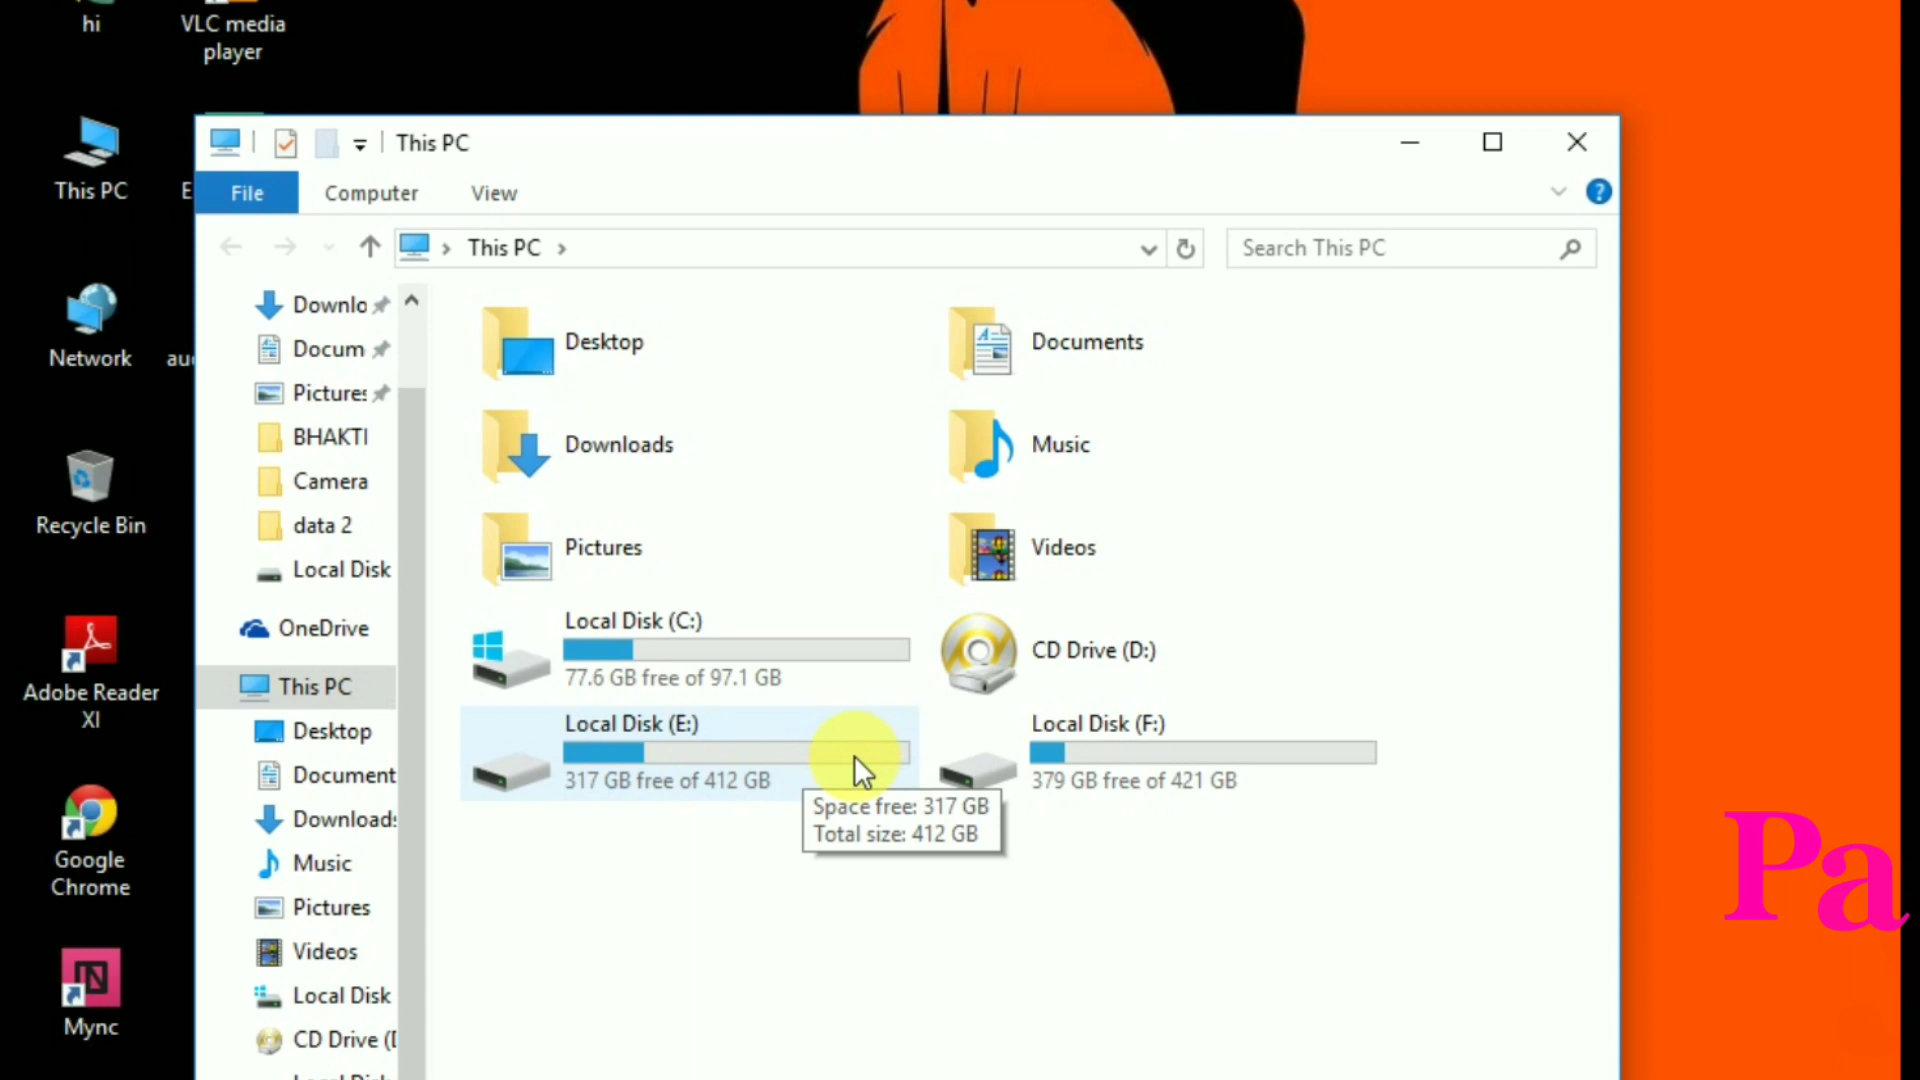 hi
VLC media
player
This PC
Network
Recycle Bin
Adobe Reader
XI
Google
Chrome
Mync
This PC
File
Computer
View
This PC
Search This PC
Downlo
Docum
Pictures
BHAKTI
Camera
data 2
Local Disk
OneDrive
This PC
Desktop
Document
Downloads
Music
Pictures
Videos
Local Disk
CD Drive (D
Desktop
Documents
Downloads
Music
Pictures
Videos
Local Disk (C:)
77.6 GB free of 97.1 GB
CD Drive (D:)
Local Disk (E:)
317 GB free of 412 GB
Local Disk (F:)
379 GB free of 421 GB
Space free: 317 GB
Total size: 412 GB
Pa